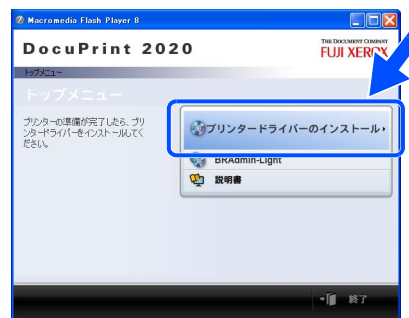 Macromedia Flash Player 8
DocuPrint 2020
THE DOCUMENT COMPANY
FUJI XEROX
トップメニュー
トップメニュー
プリンターの準備が完了したら、プリ
ンタードライバーをインストールしてく
ださい。
プリンタードライバーのインストール
BRAdmin-Light
説明書
終了